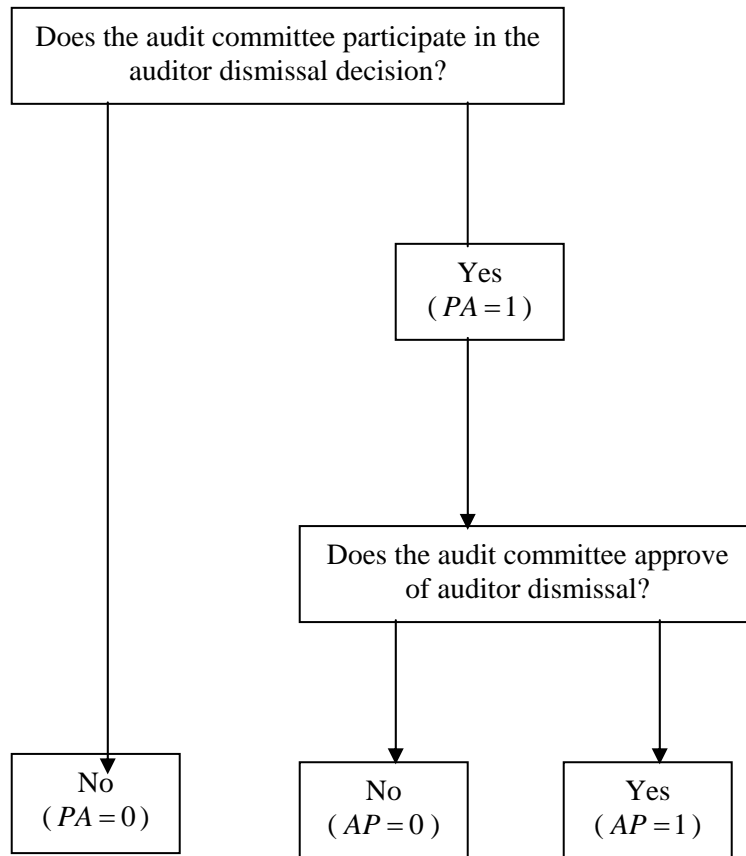 Does the audit committee participate in the
auditor dismissal decision?
Yes
( PA = 1 )
Does the audit committee approve
of auditor dismissal?
No
( PA = 0 )
No
( AP = 0 )
Yes
( AP = 1 )